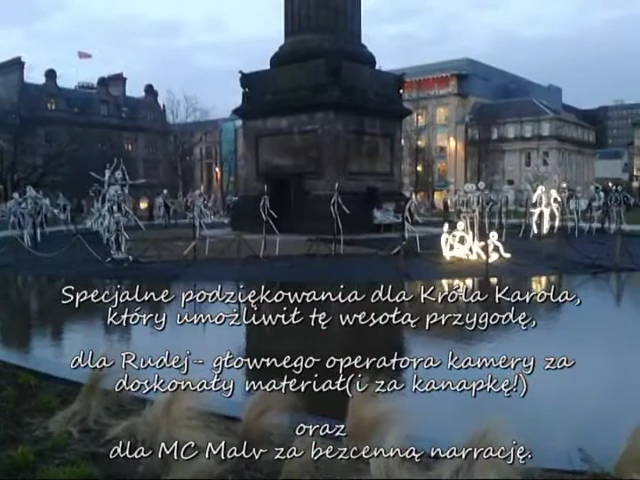 Specjalne podziękowania dla Króla Karola,
który umożliwił tę wesołą przygodę,
dla Rudej- głownego operatora kamery za
doskonały materiał(i za kanapkę!)
oraz
dla MC Malv za bezcenną narrację.